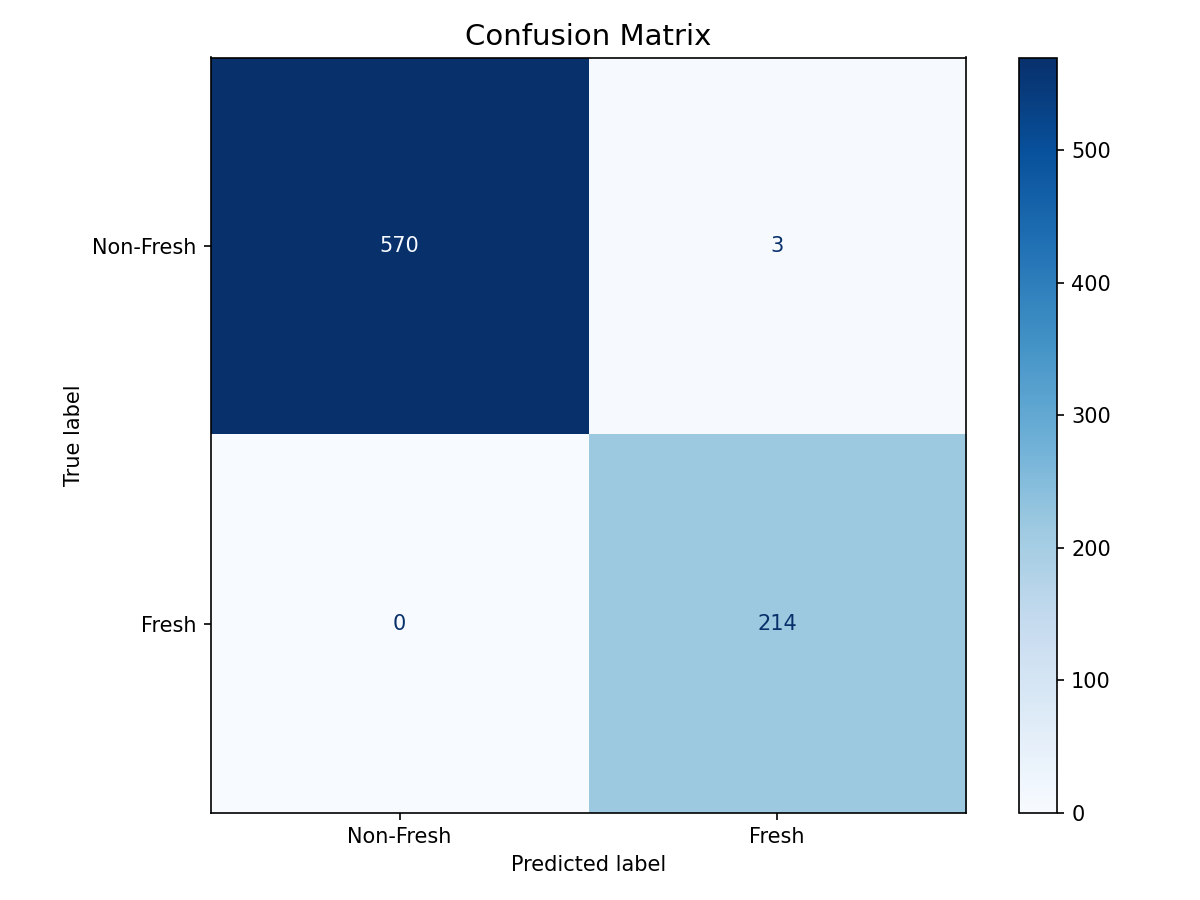 Confusion Matrix
570
3
0
214
Non-Fresh
Fresh
True label
Non-Fresh
Fresh
Predicted label
500
400
300
200
100
0